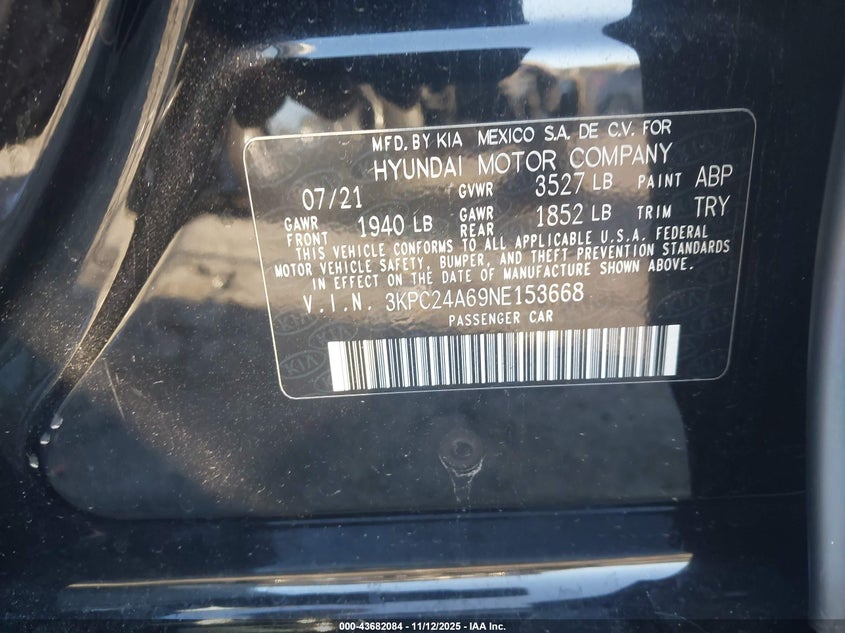 MFD. BY KIA MEXICO S.A. DE C.V. FOR
HYUNDAI MOTOR COMPANY
07/21 GVWR 3527 LB PAINT ABP
GAWR FRONT 1940 LB GAWR REAR 1852 LB TRIM TRY
THIS VEHICLE CONFORMS TO ALL APPLICABLE U.S.A. FEDERAL
MOTOR VEHICLE SAFETY, BUMPER, AND THEFT PREVENTION STANDARDS
IN EFFECT ON THE DATE OF MANUFACTURE SHOWN ABOVE.
V.I.N. 3KPC24A69NE153668
PASSENGER CAR
000-43682084 - 11/12/2025 - IAA Inc.